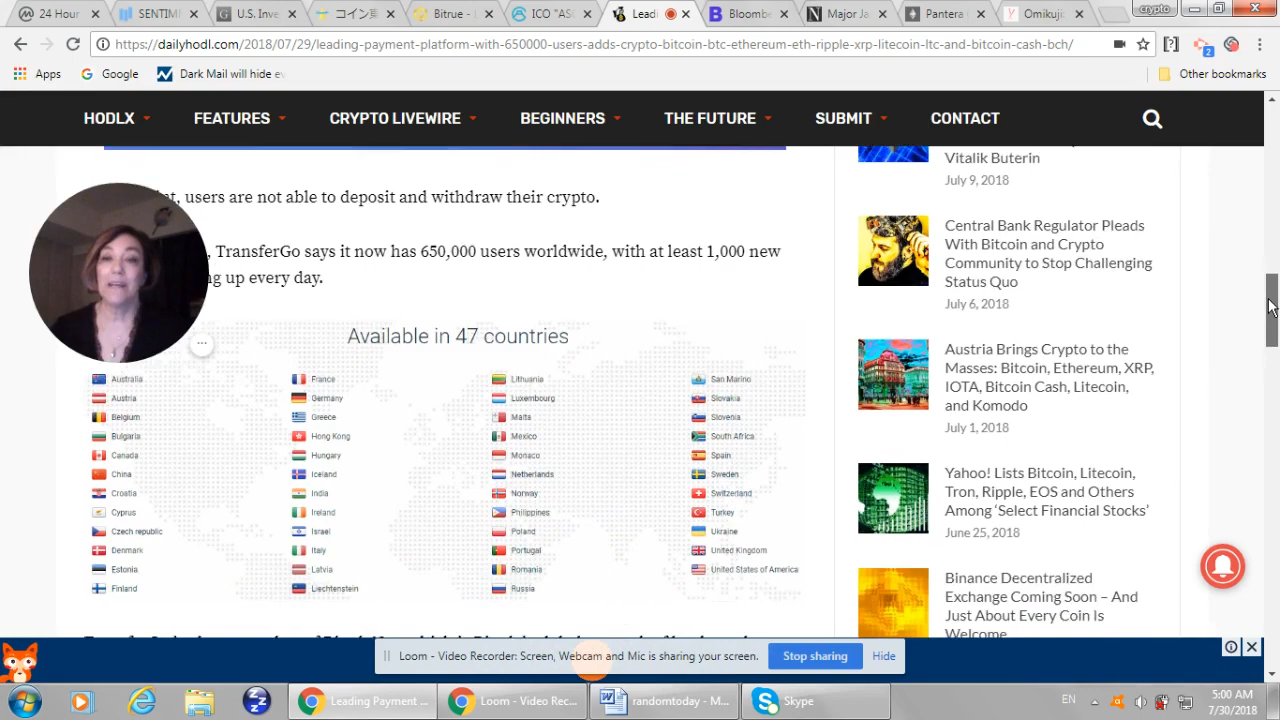 24 Hour
SENTIME
U.S. Inve
コイン
Bitrue -
ICO TAS
Leadi
Bloombe
Major Ja
Pantera
Omikuji
crypto
https://dailyhodl.com/2018/07/29/leading-payment-platform-with-650000-users-adds-crypto-bitcoin-btc-ethereum-eth-ripple-xrp-litecoin-ltc-and-bitcoin-cash-bch/
2
Apps
Google
Dark Mail will hide
Other bookmarks
HODLX
FEATURES
CRYPTO LIVEWIRE
BEGINNERS
THE FUTURE
SUBMIT
CONTACT
users are not able to deposit and withdraw their crypto.
TransferGo says it now has 650,000 users worldwide, with at least 1,000 new
up every day.
Available in 47 countries
Australia
Austria
Belgium
Bulgaria
Canada
China
Croatia
Cyprus
Czech republic
Denmark
Estonia
Finland
France
Germany
Greece
Hong Kong
Hungary
Iceland
India
Ireland
Israel
Italy
Latvia
Liechtenstein
Lithuania
Luxembourg
Malta
Mexico
Monaco
Netherlands
Norway
Philippines
Poland
Portugal
Romania
Russia
San Marino
Slovakia
Slovenia
South Africa
Spain
Sweden
Switzerland
Turkey
Ukraine
United Kingdom
United States of America
Vitalik Buterin
July 9, 2018
Central Bank Regulator Pleads
With Bitcoin and Crypto
Community to Stop Challenging
Status Quo
July 6, 2018
Austria Brings Crypto to the
Masses: Bitcoin, Ethereum, XRP,
IOTA, Bitcoin Cash, Litecoin,
and Komodo
July 1, 2018
Yahoo! Lists Bitcoin, Litecoin,
Tron, Ripple, EOS and Others
Among ‘Select Financial Stocks’
June 25, 2018
Binance Decentralized
Exchange Coming Soon – And
Just About Every Coin Is
Welcome
Loom - Video Recorder: Screen, Webcam and Mic is sharing your screen.
Stop sharing
Hide
Leading Payment ...
Loom - Video Rec...
randomtoday - M...
Skype
EN
5:00 AM
7/30/2018